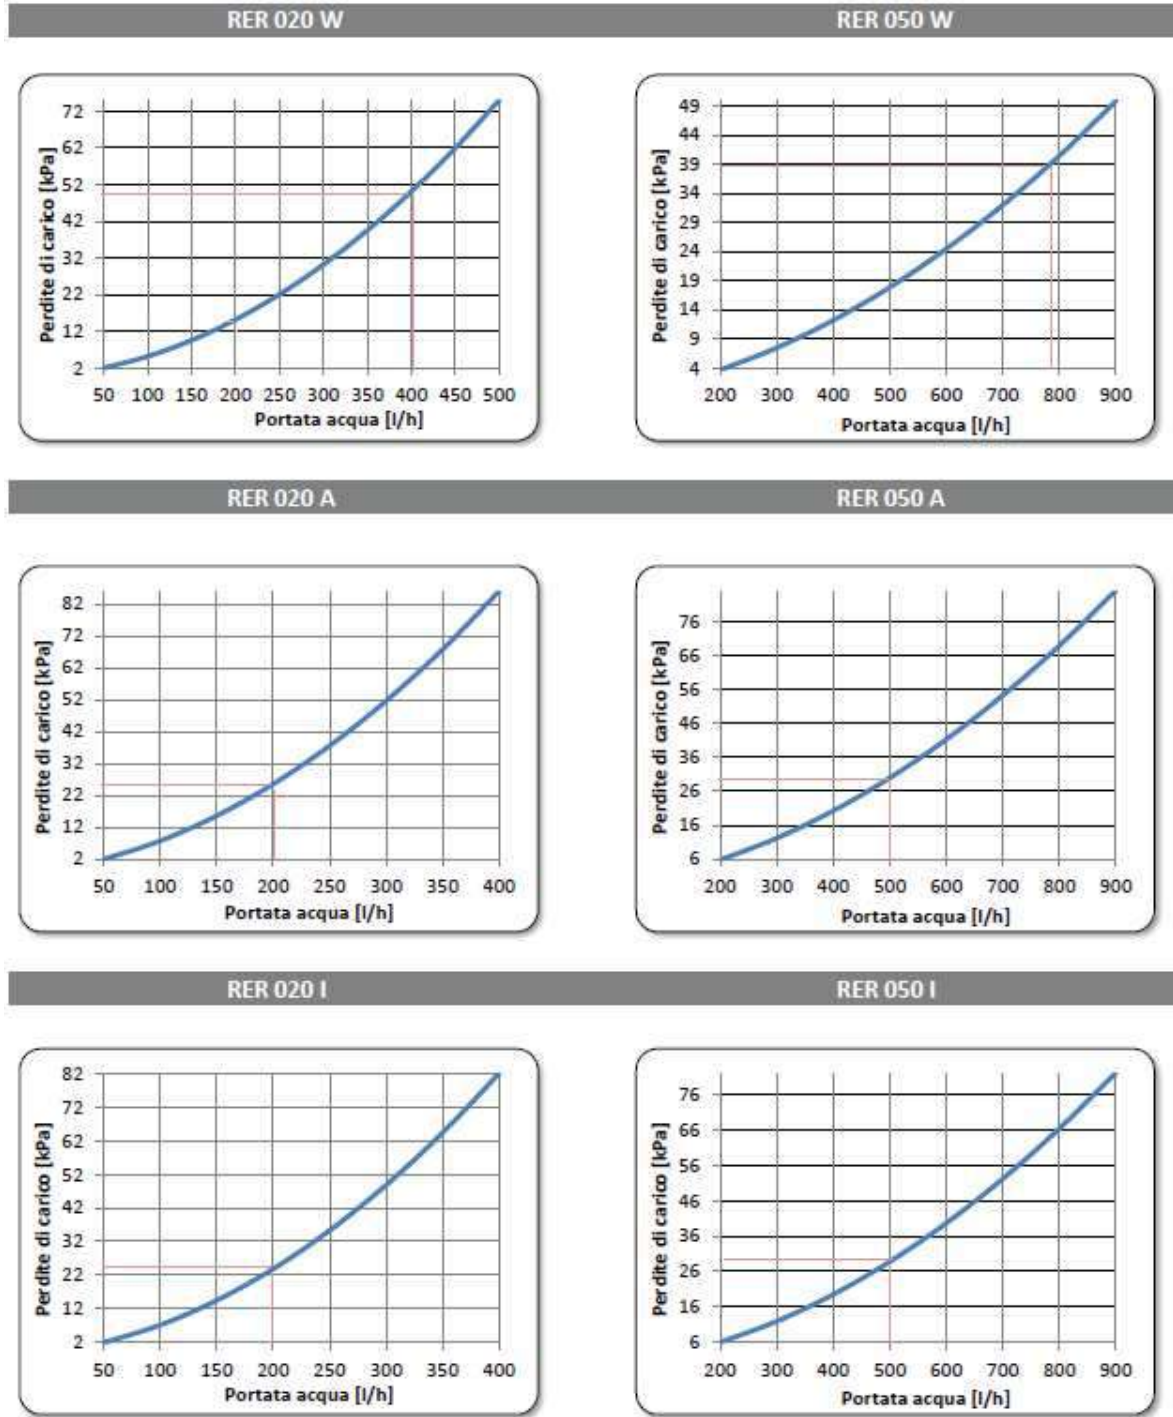 RER 020 W
RER 050 W
72
62
52
42
32
22
12
2
Perdite di carico [kPa]
50 100 150 200 250 300 350 400 450 500
Portata acqua [l/h]
49
44
39
34
29
24
19
14
9
4
Perdite di carico [kPa]
200 300 400 500 600 700 800 900
Portata acqua [l/h]
RER 020 A
RER 050 A
82
72
62
52
42
32
22
12
2
Perdite di carico [kPa]
50 100 150 200 250 300 350 400
Portata acqua [l/h]
76
66
56
46
36
26
16
6
Perdite di carico [kPa]
200 300 400 500 600 700 800 900
Portata acqua [l/h]
RER 020 I
RER 050 I
82
72
62
52
42
32
22
12
2
Perdite di carico [kPa]
50 100 150 200 250 300 350 400
Portata acqua [l/h]
76
66
56
46
36
26
16
6
Perdite di carico [kPa]
200 300 400 500 600 700 800 900
Portata acqua [l/h]